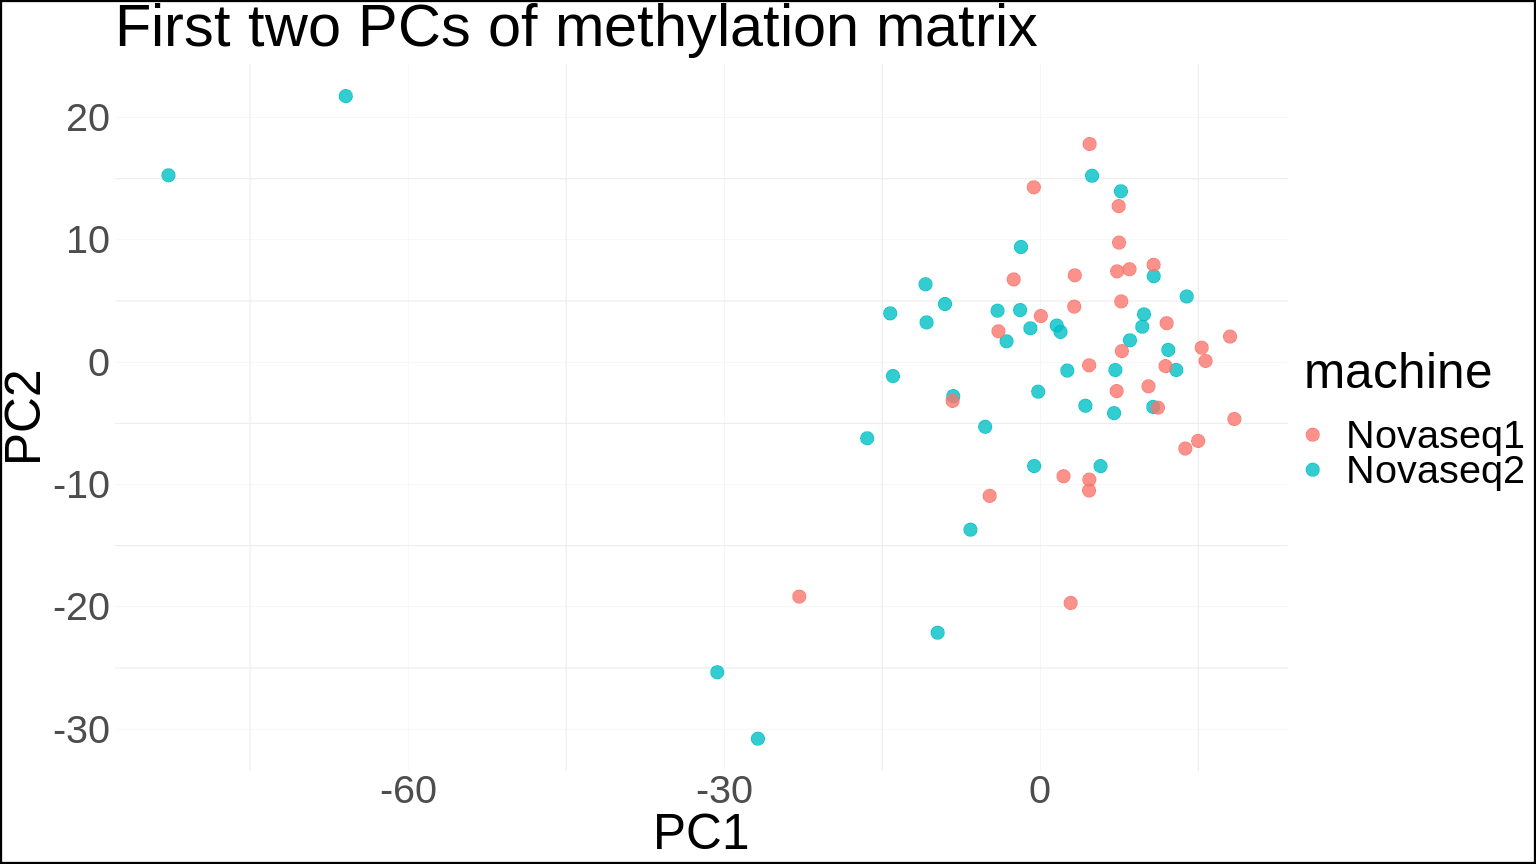 First two PCs of methylation matrix
20
10
0
-10
-20
-30
PC2
-60
-30
0
PC1
machine
Novaseq1
Novaseq2